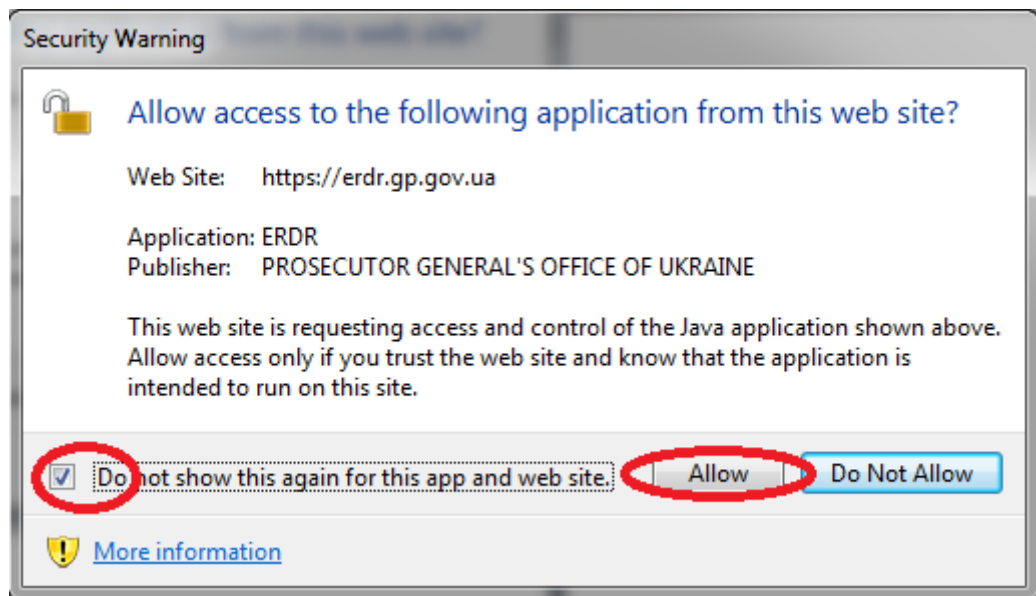 Security Warning
Allow access to the following application from this web site?
Web Site: https://erdr.gp.gov.ua
Application: ERDR
Publisher: PROSECUTOR GENERAL'S OFFICE OF UKRAINE
This web site is requesting access and control of the Java application shown above.
Allow access only if you trust the web site and know that the application is
intended to run on this site.
Do not show this again for this app and web site. Allow Do Not Allow
More information